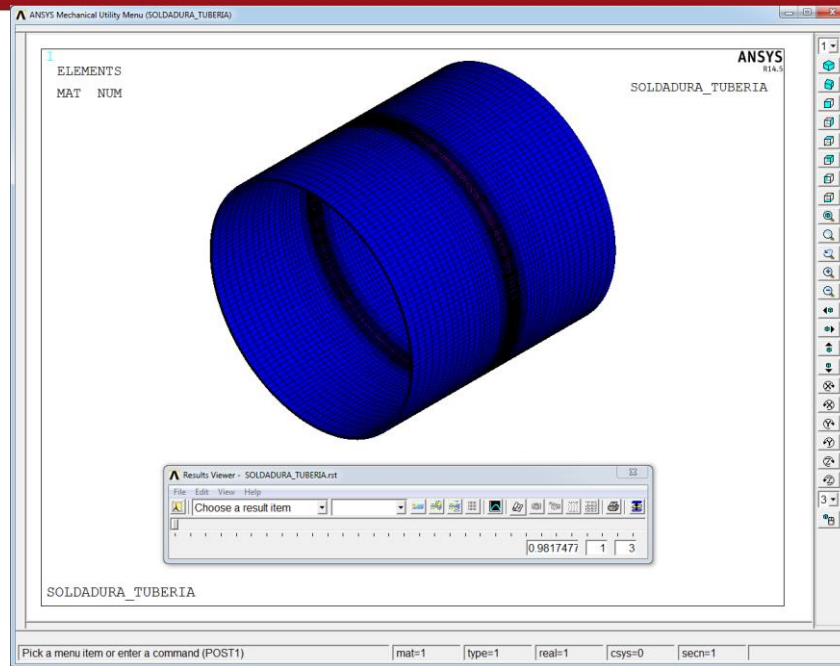 ANSYS Mechanical Utility Menu (SOLDADURA_TUBERIA)
1
ELEMENTS
MAT NUM
ANSYS
R14.5
SOLDADURA_TUBERIA
1
Results Viewer - SOLDADURA_TUBERIA.rst
File Edit View Help
Choose a result item
0.9817477 1 3
3
SOLDADURA_TUBERIA
Pick a menu item or enter a command (POST1) mat=1 type=1 real=1 csys=0 secn=1